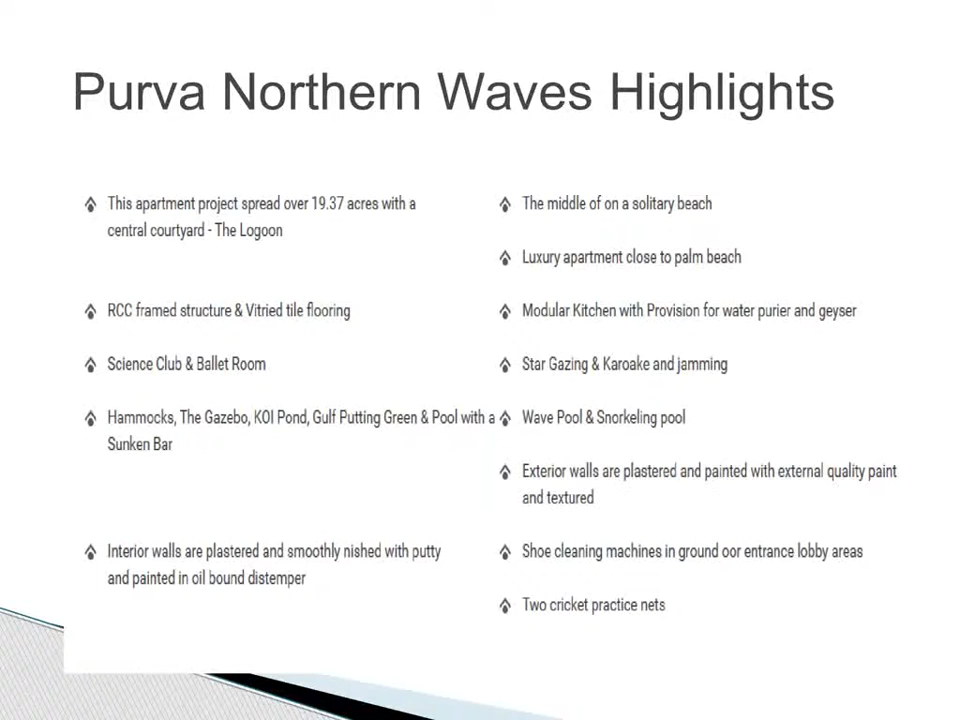 Purva Northern Waves Highlights
This apartment project spread over 19.37 acres with a
central courtyard - The Logoon
RCC framed structure & Vitried tile flooring
Science Club & Ballet Room
Hammocks, The Gazebo, KOI Pond, Gulf Putting Green & Pool with a
Sunken Bar
Interior walls are plastered and smoothly nished with putty
and painted in oil bound distemper
The middle of on a solitary beach
Luxury apartment close to palm beach
Modular Kitchen with Provision for water purier and geyser
Star Gazing & Karoake and jamming
Wave Pool & Snorkeling pool
Exterior walls are plastered and painted with external quality paint
and textured
Shoe cleaning machines in ground oor entrance lobby areas
Two cricket practice nets